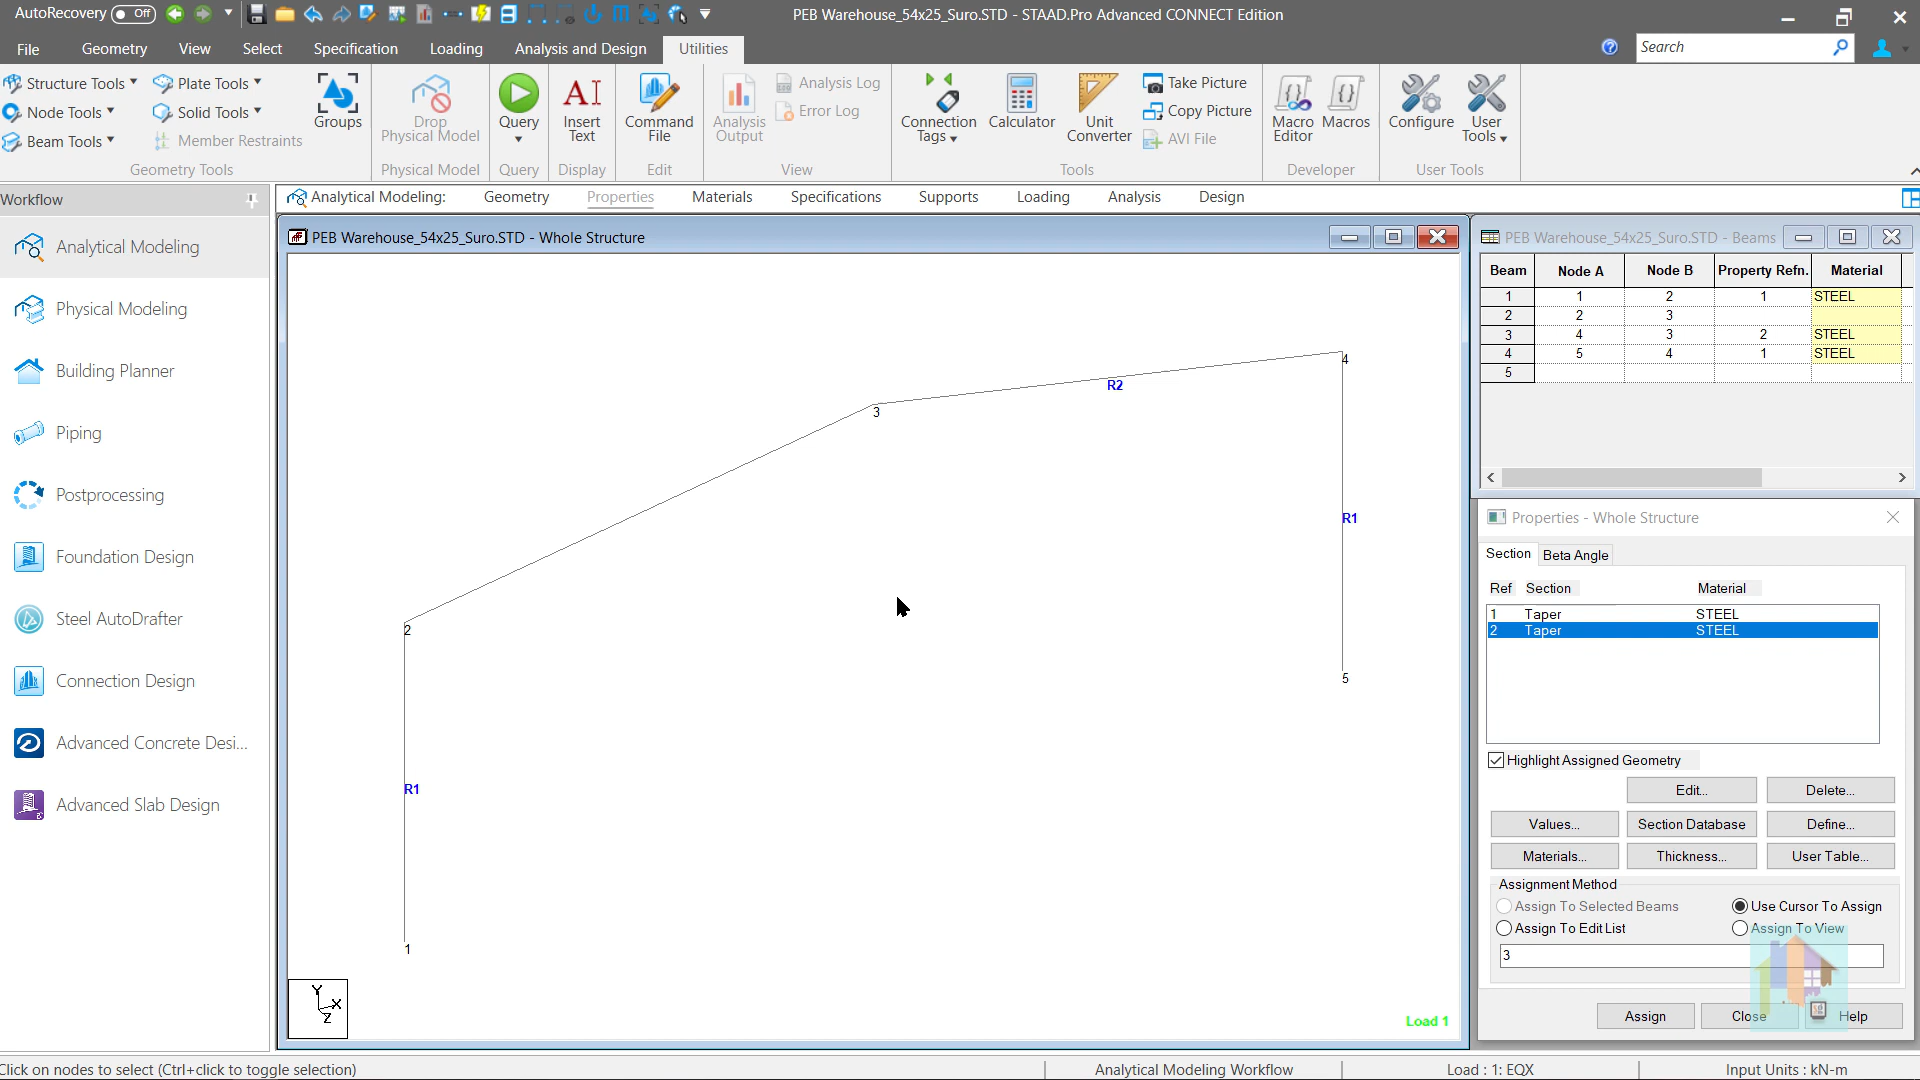 AutoRecovery Off
PEB Warehouse_54x25_Suro.STD - STAAD.Pro Advanced CONNECT Edition
File Geometry View Select Specification Loading Analysis and Design Utilities
Search
Structure Tools
Node Tools
Beam Tools
Plate Tools
Solid Tools
Member Restraints
Geometry Tools
Groups
Drop
Physical Model
Physical Model
Query
Query
Insert
Text
Display
Command
File
Edit
Analysis
Output
Analysis Log
Error Log
View
Connection
Tags
Calculator
Unit
Converter
Take Picture
Copy Picture
AVI File
Tools
Macro
Editor
Macros
Developer
Configure
User
Tools
User Tools
Workflow
Analytical Modeling
Physical Modeling
Building Planner
Piping
Postprocessing
Foundation Design
Steel AutoDrafter
Connection Design
Advanced Concrete Desi...
Advanced Slab Design
Analytical Modeling: Geometry Properties Materials Specifications Supports Loading Analysis Design
PEB Warehouse_54x25_Suro.STD - Whole Structure
4
R2
3
R1
2
5
R1
1
Y
X
Z
Load 1
PEB Warehouse_54x25_Suro.STD - Beams
Beam Node A Node B Property Refn. Material
1 1 2 1 STEEL
2 2 3
3 4 3 2 STEEL
4 5 4 1 STEEL
5
Properties - Whole Structure
Section Beta Angle
Ref Section Material
1 Taper STEEL
2 Taper STEEL
Highlight Assigned Geometry
Edit... Delete...
Values... Section Database Define...
Materials... Thickness... User Table...
Assignment Method
Assign To Selected Beams Use Cursor To Assign
Assign To Edit List Assign To View
3
Assign Close Help
Click on nodes to select (Ctrl+click to toggle selection)
Analytical Modeling Workflow
Load : 1: EQX
Input Units : kN-m